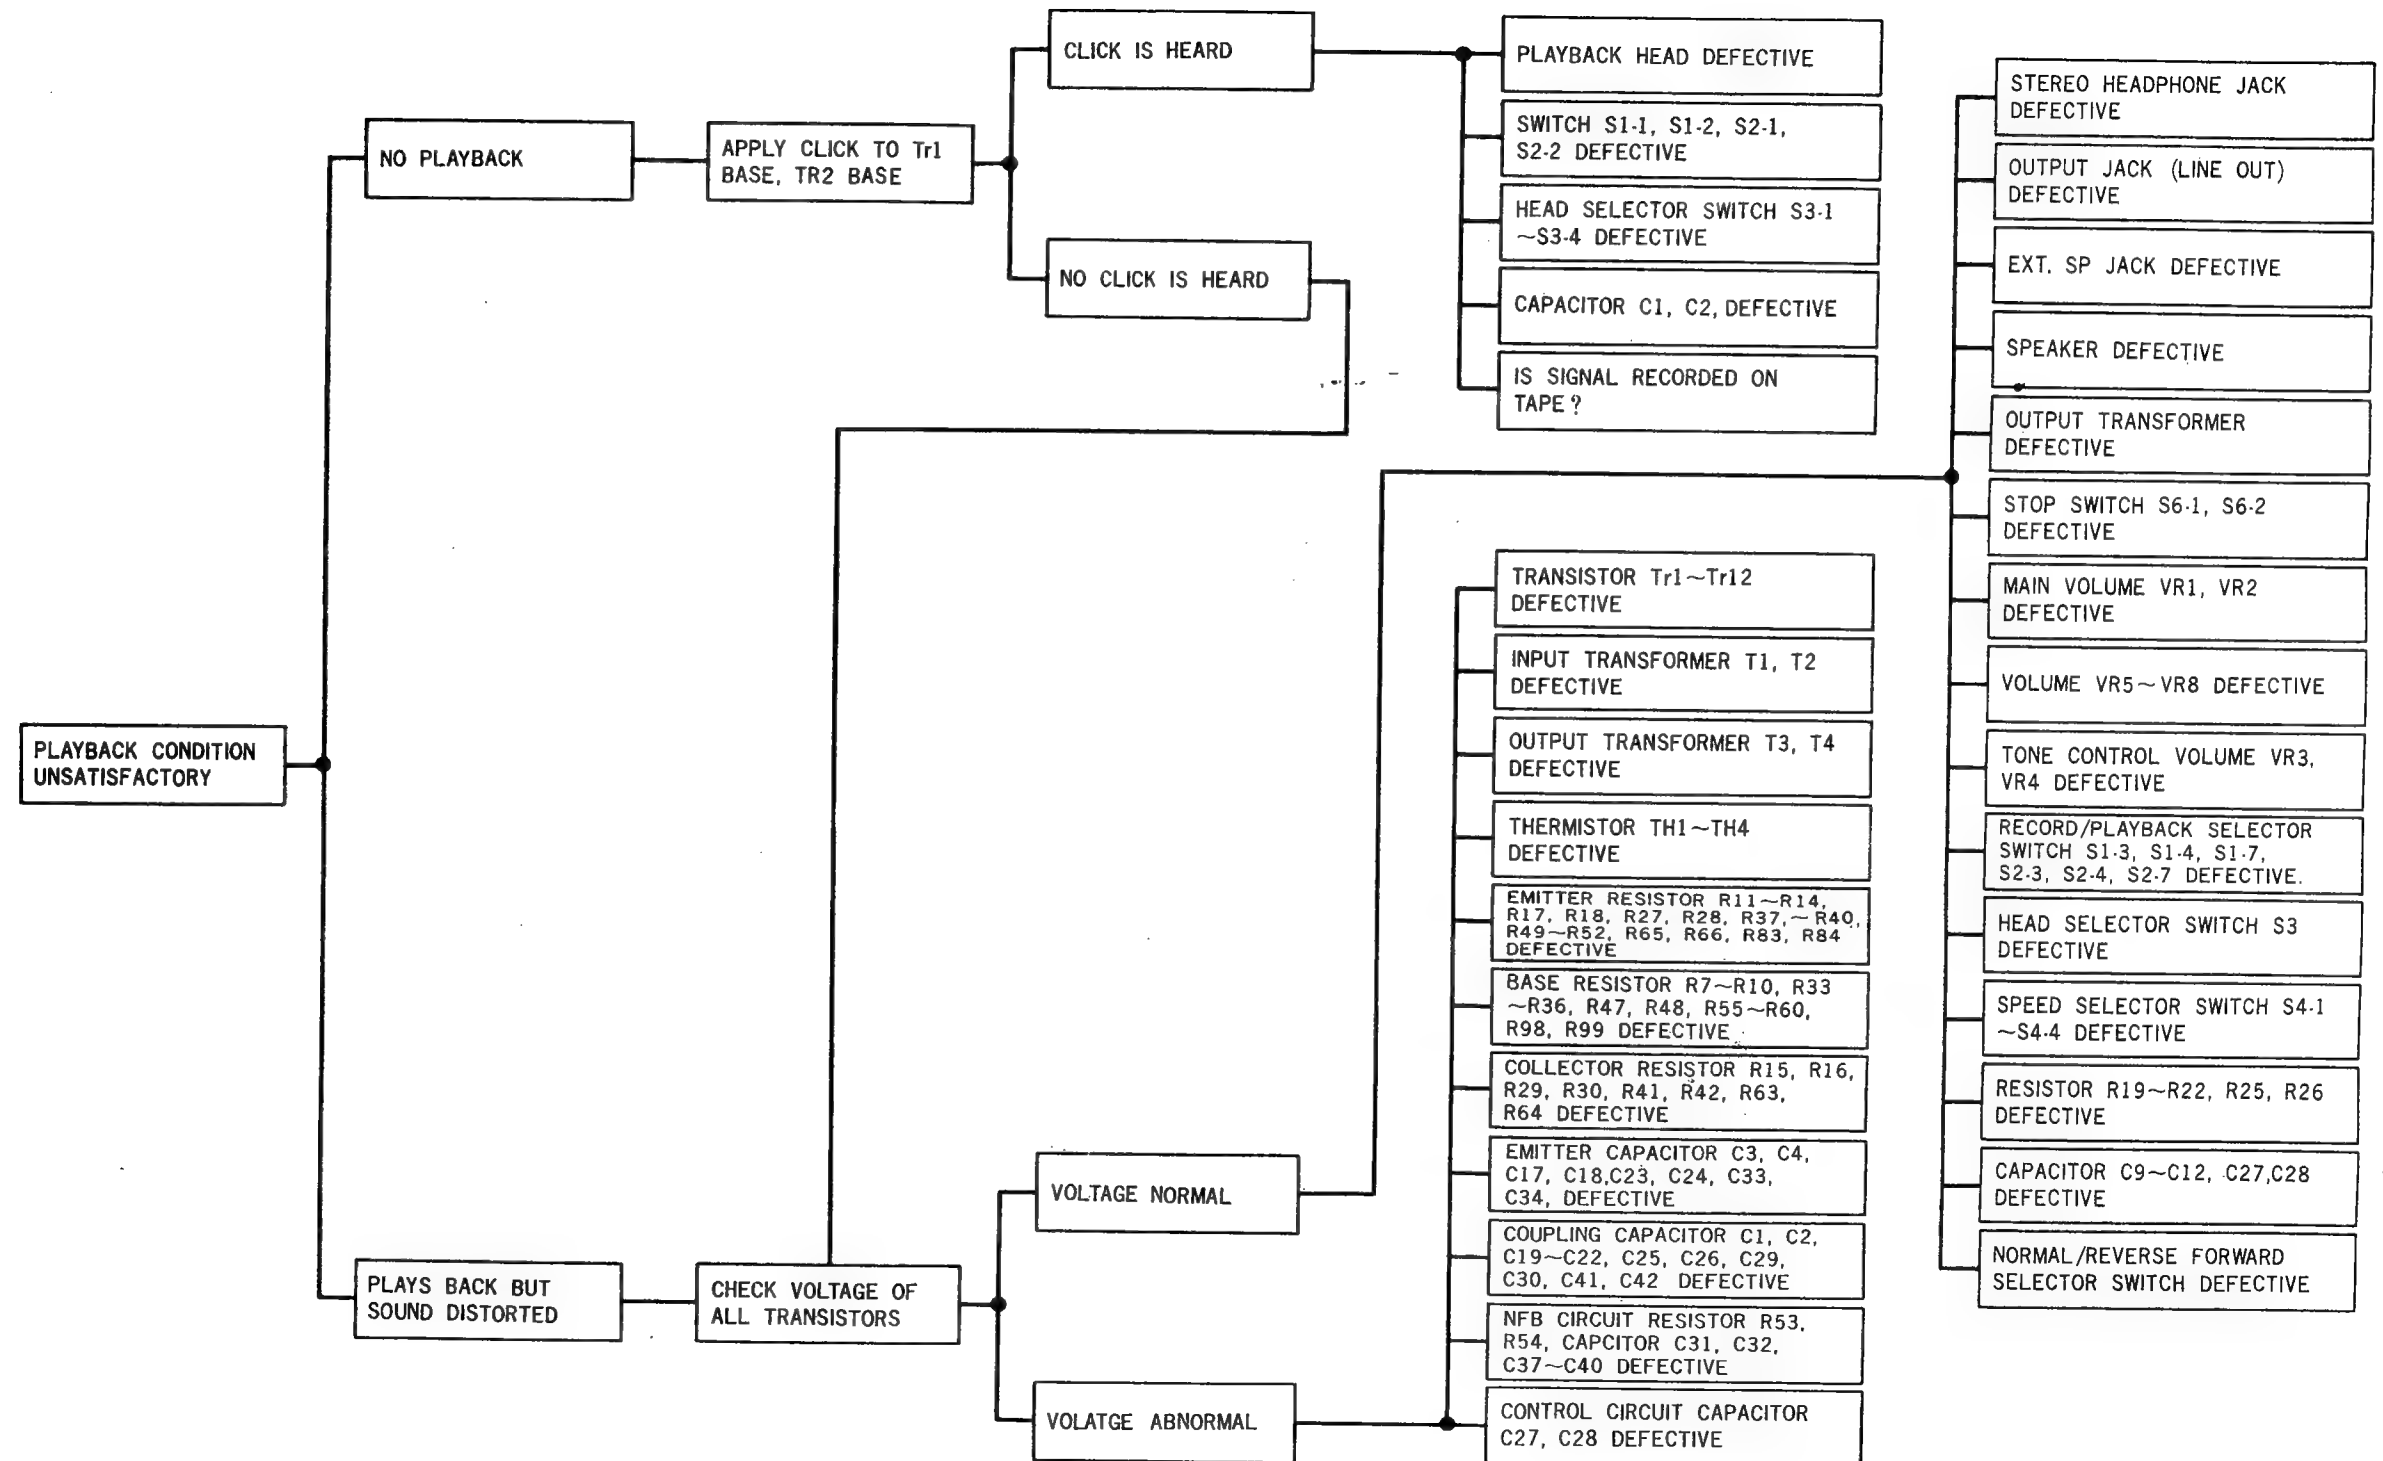 PLAYBACK CONDITION
UNSATISFACTORY
NO PLAYBACK
APPLY CLICK TO Tr1
BASE, TR2 BASE
CLICK IS HEARD
NO CLICK IS HEARD
PLAYBACK HEAD DEFECTIVE
SWITCH S1-1, S1-2, S2-1,
S2-2 DEFECTIVE
HEAD SELECTOR SWITCH S3-1
~S3-4 DEFECTIVE
CAPACITOR C1, C2, DEFECTIVE
IS SIGNAL RECORDED ON
TAPE?
PLAYS BACK BUT
SOUND DISTORTED
CHECK VOLTAGE OF
ALL TRANSISTORS
VOLTAGE NORMAL
VOLATGE ABNORMAL
TRANSISTOR Tr1~Tr12
DEFECTIVE
INPUT TRANSFORMER T1, T2
DEFECTIVE
OUTPUT TRANSFORMER T3, T4
DEFECTIVE
THERMISTOR TH1~TH4
DEFECTIVE
EMITTER RESISTOR R11~R14,
R17, R18, R27, R28, R37,~R40,
R49~R52, R65, R66, R83, R84
DEFECTIVE
BASE RESISTOR R7~R10, R33
~R36, R47, R48, R55~R60,
R98, R99 DEFECTIVE
COLLECTOR RESISTOR R15, R16,
R29, R30, R41, R42, R63,
R64 DEFECTIVE
EMITTER CAPACITOR C3, C4,
C17, C18,C23, C24, C33,
C34, DEFECTIVE
COUPLING CAPACITOR C1, C2,
C19~C22, C25, C26, C29,
C30, C41, C42 DEFECTIVE
NFB CIRCUIT RESISTOR R53,
R54, CAPCITOR C31, C32,
C37~C40 DEFECTIVE
CONTROL CIRCUIT CAPACITOR
C27, C28 DEFECTIVE
STEREO HEADPHONE JACK
DEFECTIVE
OUTPUT JACK (LINE OUT)
DEFECTIVE
EXT. SP JACK DEFECTIVE
SPEAKER DEFECTIVE
OUTPUT TRANSFORMER
DEFECTIVE
STOP SWITCH S6-1, S6-2
DEFECTIVE
MAIN VOLUME VR1, VR2
DEFECTIVE
VOLUME VR5~VR8 DEFECTIVE
TONE CONTROL VOLUME VR3,
VR4 DEFECTIVE
RECORD/PLAYBACK SELECTOR
SWITCH S1-3, S1-4, S1-7,
S2-3, S2-4, S2-7 DEFECTIVE.
HEAD SELECTOR SWITCH S3
DEFECTIVE
SPEED SELECTOR SWITCH S4-1
~S4-4 DEFECTIVE
RESISTOR R19~R22, R25, R26
DEFECTIVE
CAPACITOR C9~C12, C27,C28
DEFECTIVE
NORMAL/REVERSE FORWARD
SELECTOR SWITCH DEFECTIVE